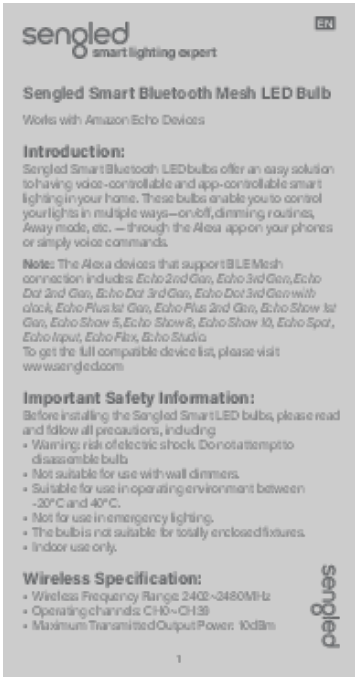 EN
sengled
smart lighting expert
Sengled Smart Bluetooth Mesh LED Bulb
Works with Amazon Echo Devices
Introduction:
Sengled Smart Bluetooth LED bulbs offer an easy solution
to having voice-controllable and app-controllable smart
lighting in your home. These bulbs enable you to control
your lights in multiple ways—on/off, dimming, routines,
Away mode, etc. — through the Alexa app on your phones
or simply voice commands.
Note: The Alexa devices that support BLE Mesh
connection includes: Echo 2nd Gen, Echo 3rd Gen, Echo
Dot 2nd Gen, Echo Dot 3rd Gen, Echo Dot 3rd Gen with
clock, Echo Plus 1st Gen, Echo Plus 2nd Gen, Echo Show 1st
Gen, Echo Show 5, Echo Show 8, Echo Show 10, Echo Spot,
Echo Input, Echo Flex, Echo Studio.
To get the full compatible device list, please visit
www.sengled.com
Important Safety Information:
Before installing the Sengled Smart LED bulbs, please read
and follow all precautions, including:
• Warning: risk of electric shock. Do not attempt to
disassemble bulb.
• Not suitable for use with wall dimmers.
• Suitable for use in operating environment between
-20°C and 40°C.
• Not for use in emergency lighting.
• The bulb is not suitable for totally enclosed fixtures.
• Indoor use only.
Wireless Specification:
• Wireless Frequency Range: 2402~2480MHz
• Operating channels: CH0~CH39
• Maximum Transmitted Output Power: 10dBm
sengled
1